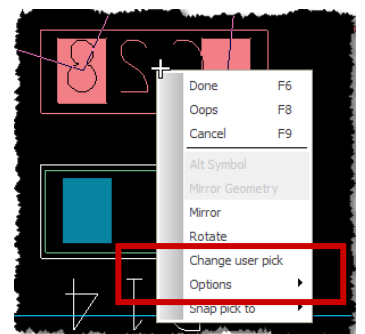 Done F6
Oops F8
Cancel F9
Alt Symbol
Mirror Geometry
Mirror
Rotate
Change user pick
Options
Snap pick to